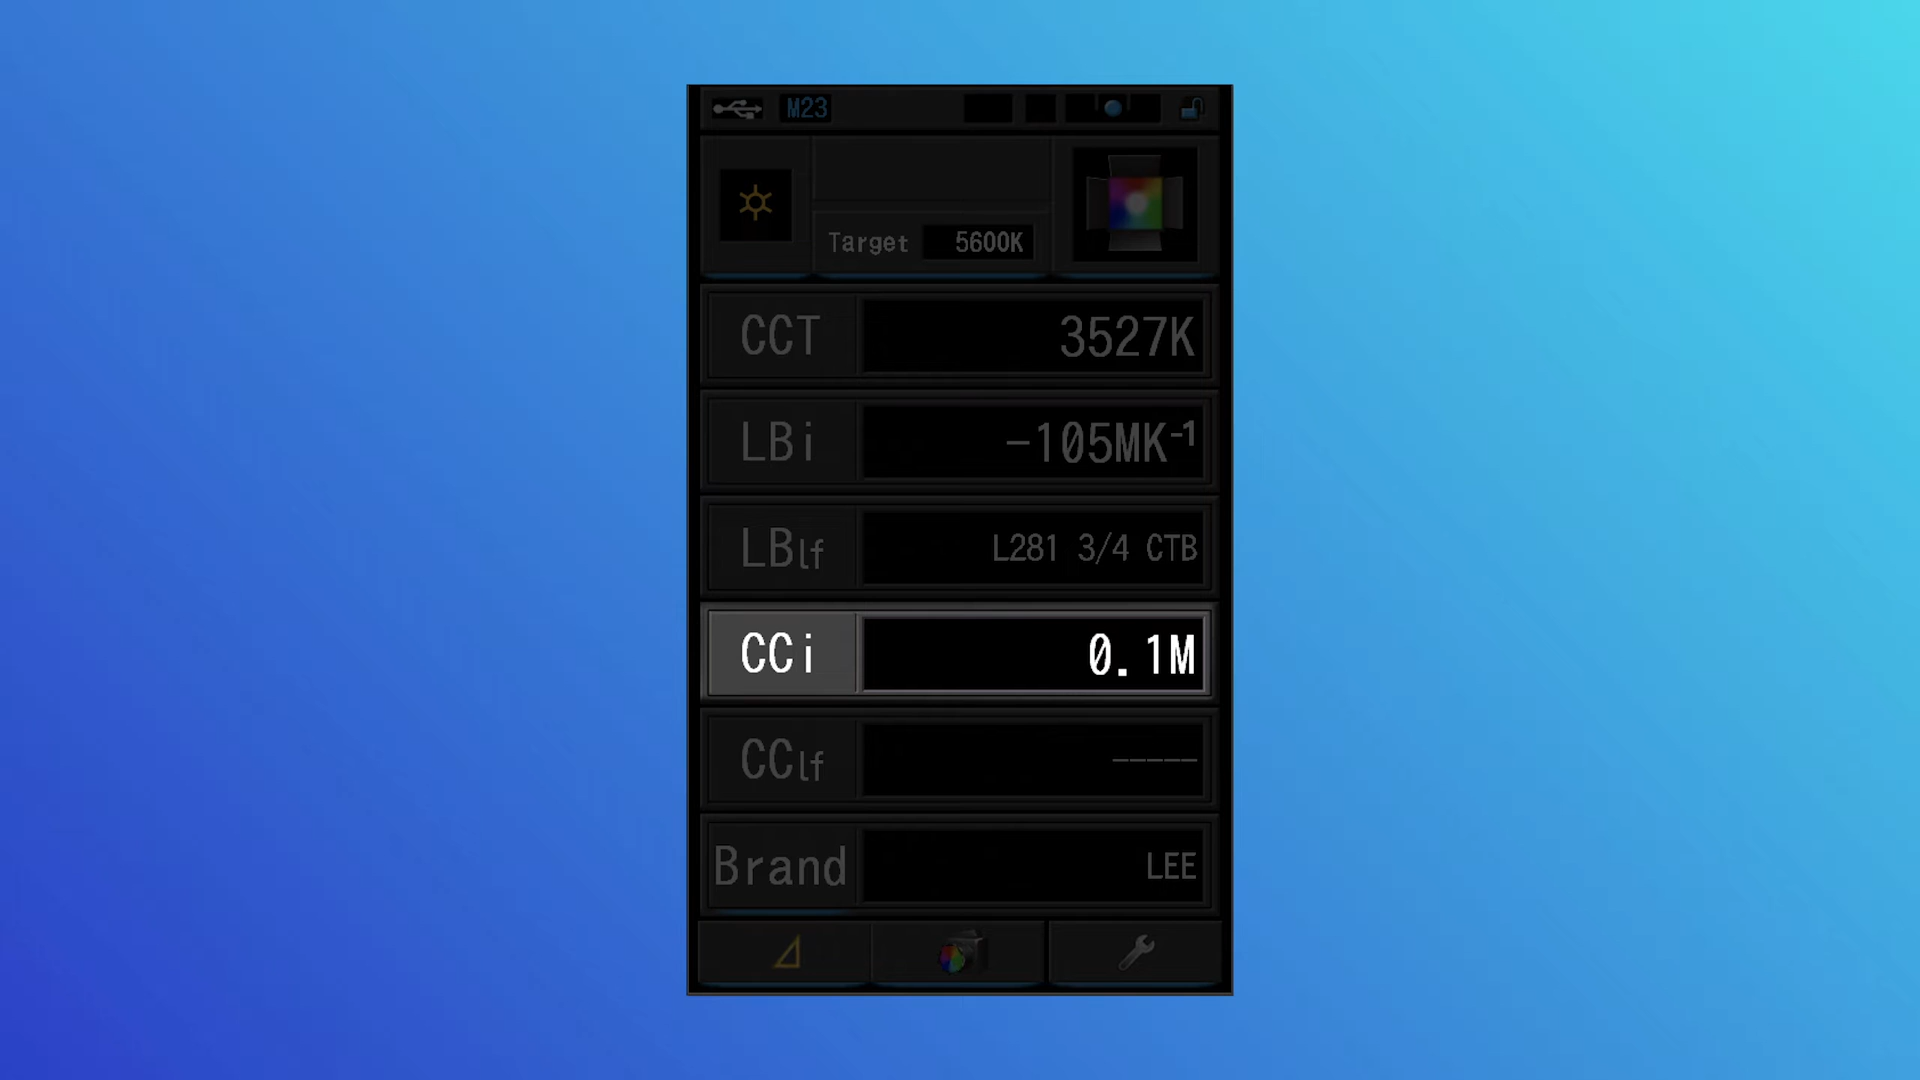 M23
Target 5600K
CCT 3527K
LBi -105MK⁻¹
LBlf L281 3/4 CTB
CCi 0.1M
CClf -----
Brand LEE